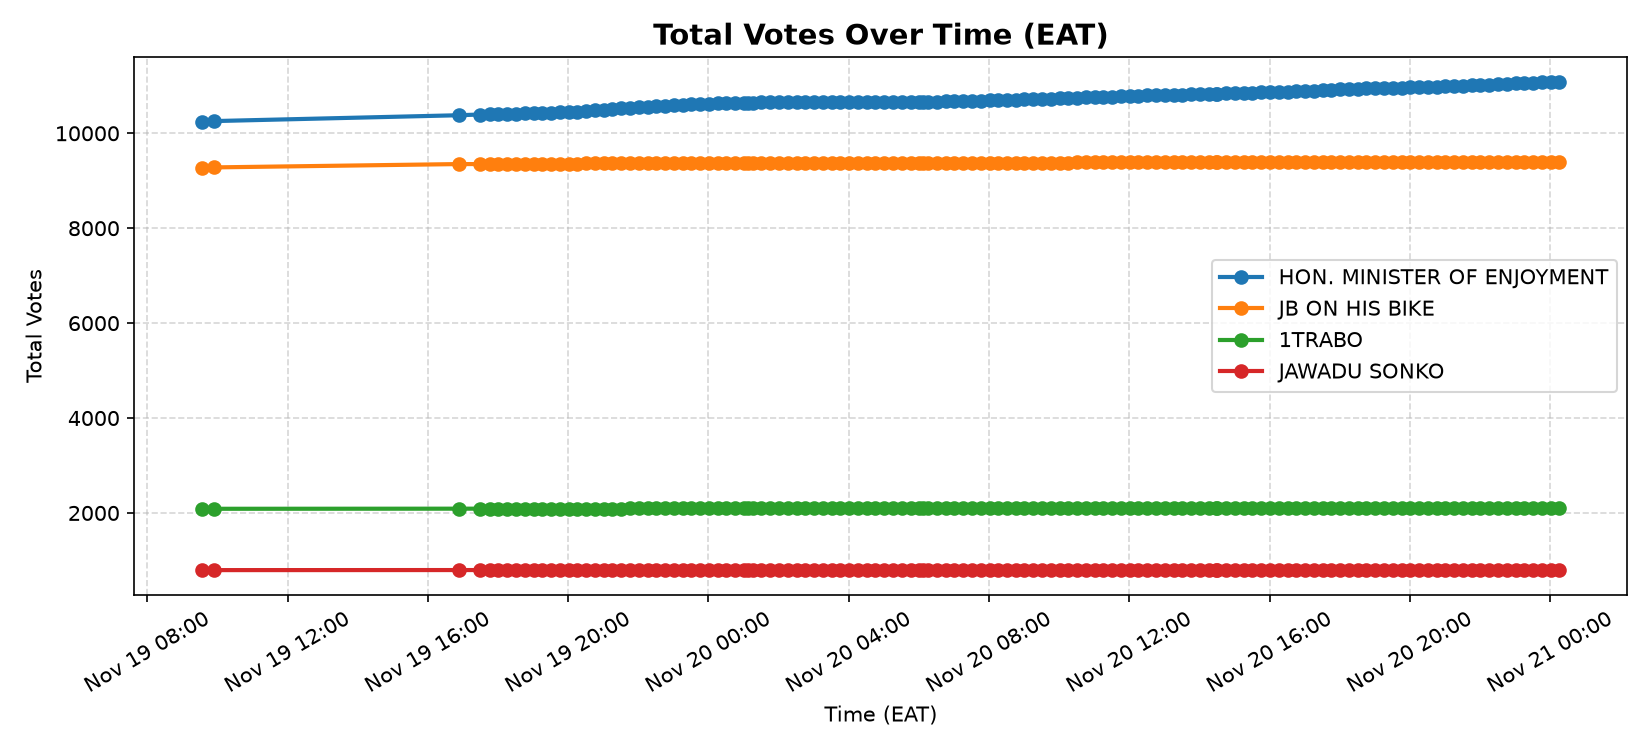 Total Votes Over Time (EAT)
Total Votes
10000
8000
6000
4000
2000
HON. MINISTER OF ENJOYMENT
JB ON HIS BIKE
1TRABO
JAWADU SONKO
Nov 19 08:00
Nov 19 12:00
Nov 19 16:00
Nov 19 20:00
Nov 20 00:00
Nov 20 04:00
Nov 20 08:00
Nov 20 12:00
Nov 20 16:00
Nov 20 20:00
Nov 21 00:00
Time (EAT)